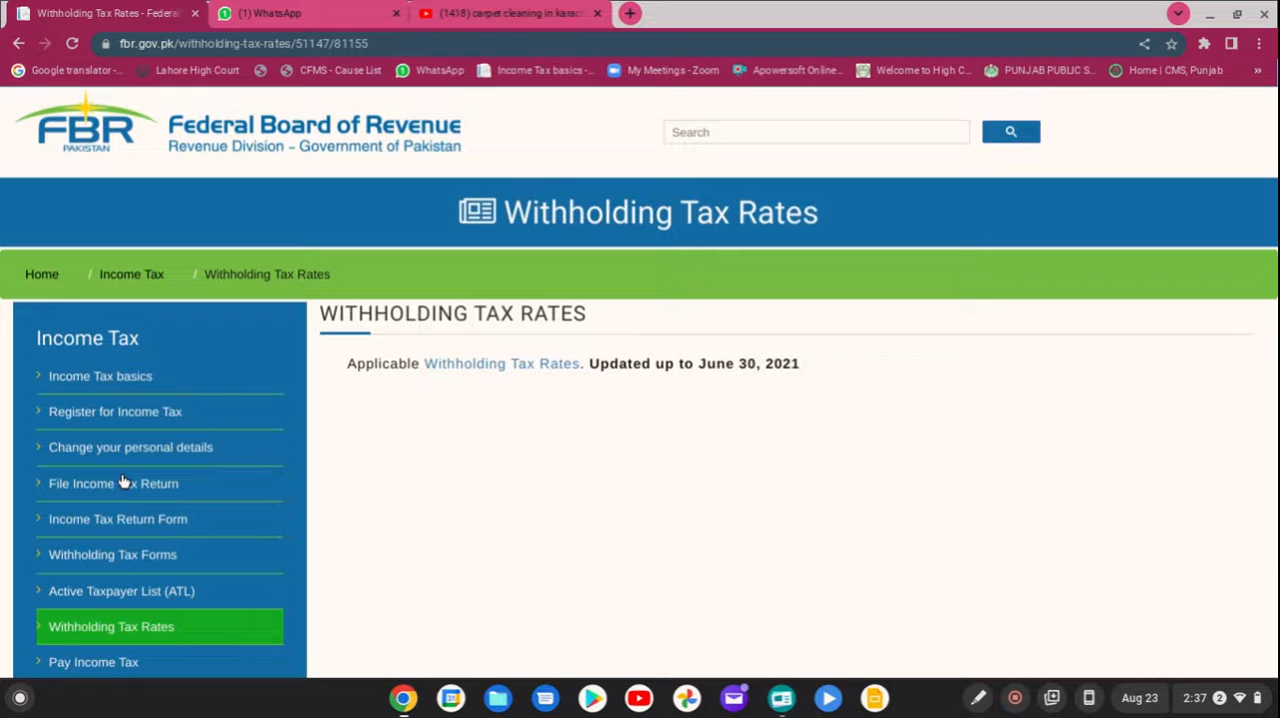 Withholding Tax Rates - Federal
(1) WhatsApp
(1418) carpet cleaning in karac
fbr.gov.pk/withholding-tax-rates/51147/81155
Google translator -...
Lahore High Court
CFMS - Cause List
WhatsApp
Income Tax basics -...
My Meetings - Zoom
Apowersoft Online...
Welcome to High C...
PUNJAB PUBLIC S...
Home | CMS, Punjab
»
FBR
PAKISTAN
Federal Board of Revenue
Revenue Division – Government of Pakistan
Search
Withholding Tax Rates
Home / Income Tax / Withholding Tax Rates
Income Tax
Income Tax basics
Register for Income Tax
Change your personal details
File Income Tax Return
Income Tax Return Form
Withholding Tax Forms
Active Taxpayer List (ATL)
Withholding Tax Rates
Pay Income Tax
WITHHOLDING TAX RATES
Applicable Withholding Tax Rates. Updated up to June 30, 2021
Aug 23
2:37
2